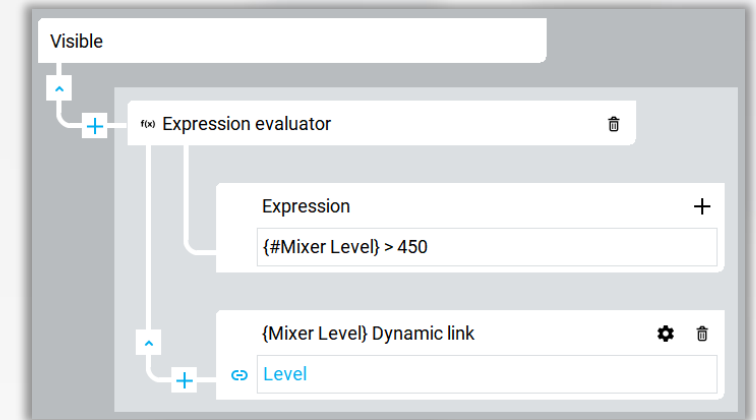 Visible
f(x) Expression evaluator
Expression
{#Mixer Level} > 450
{Mixer Level} Dynamic link
Level